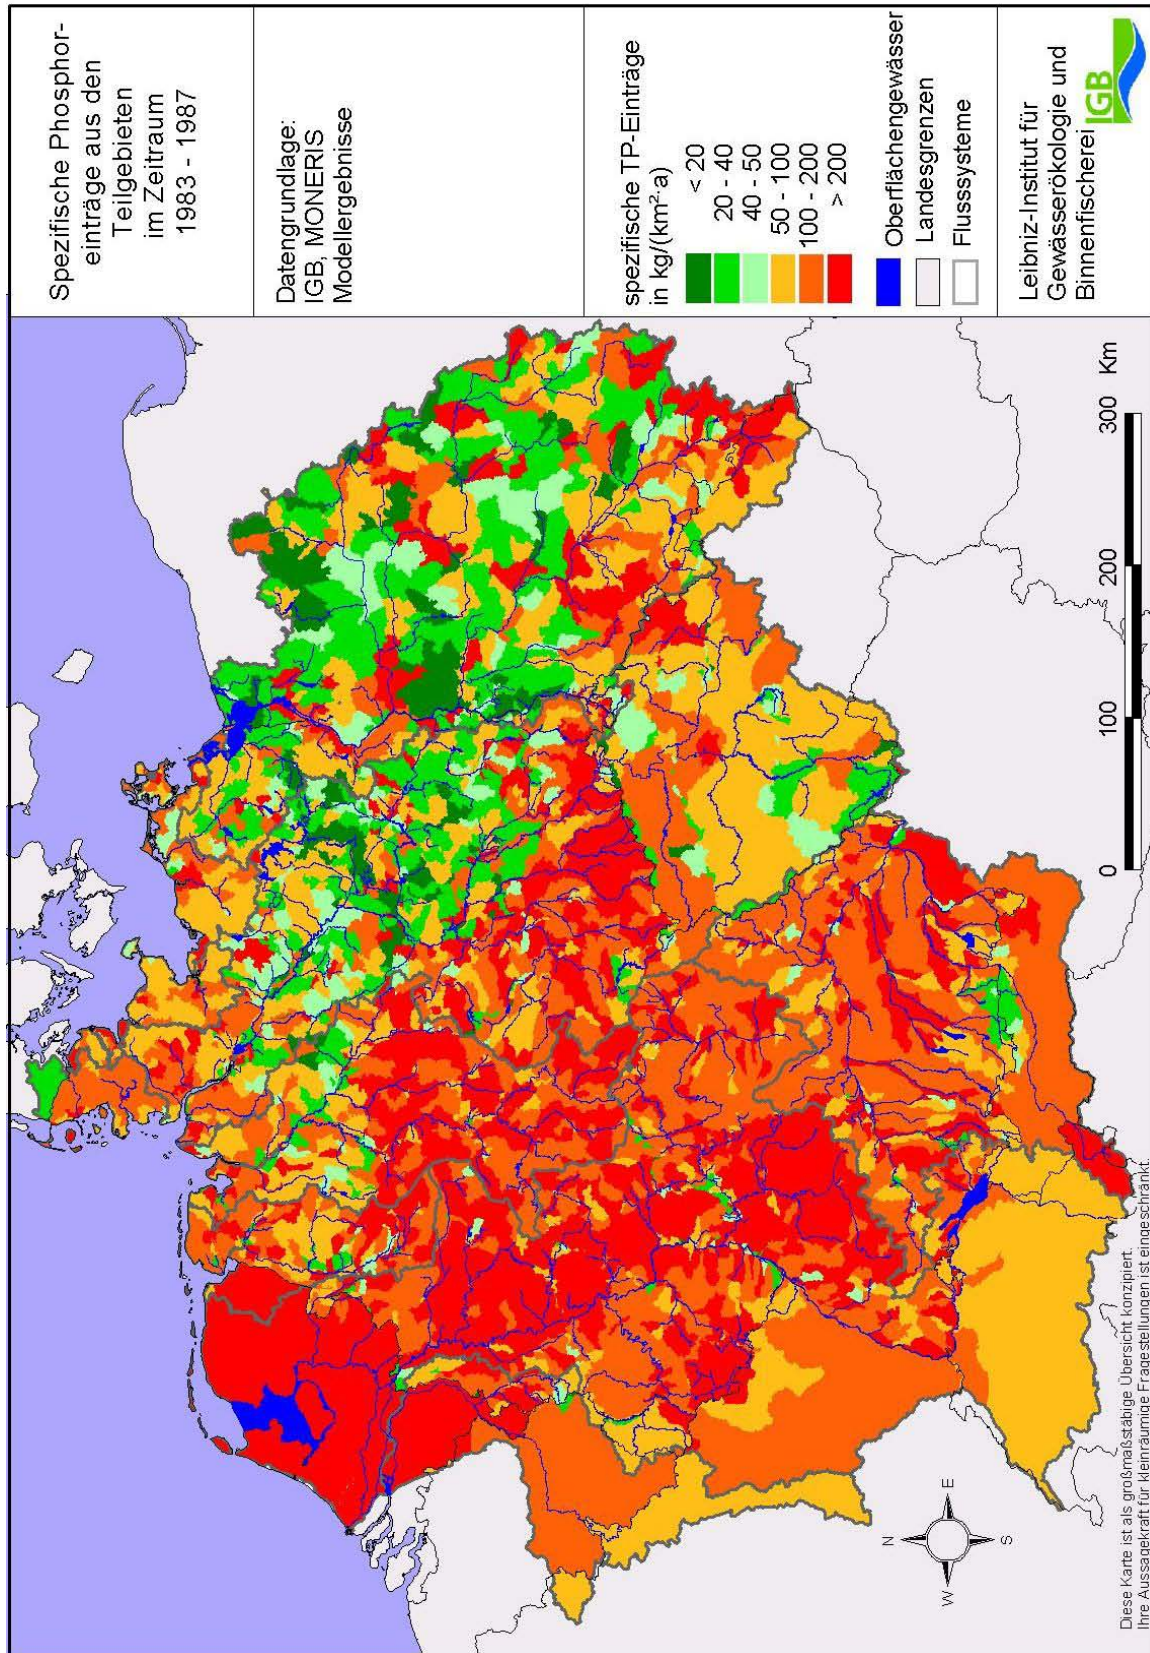 Spezifische Phosphor-
einträge aus den
Teilgebieten
im Zeitraum
1983 - 1987
Datengrundlage:
IGB, MONERIS
Modellergebnisse
spezifische TP-Einträge
in kg/(km²·a)
< 20
20 - 40
40 - 50
50 - 100
100 - 200
> 200
Oberflächengewässer
Landesgrenzen
Flusssysteme
Leibniz-Institut für
Gewässerökologie und
Binnenfischerei
IGB
N
W
E
S
0 100 200 300 Km
Diese Karte ist als großmaßstäbige Übersicht konzipiert.
Ihre Aussagekraft für kleinräumige Fragestellungen ist eingeschränkt.